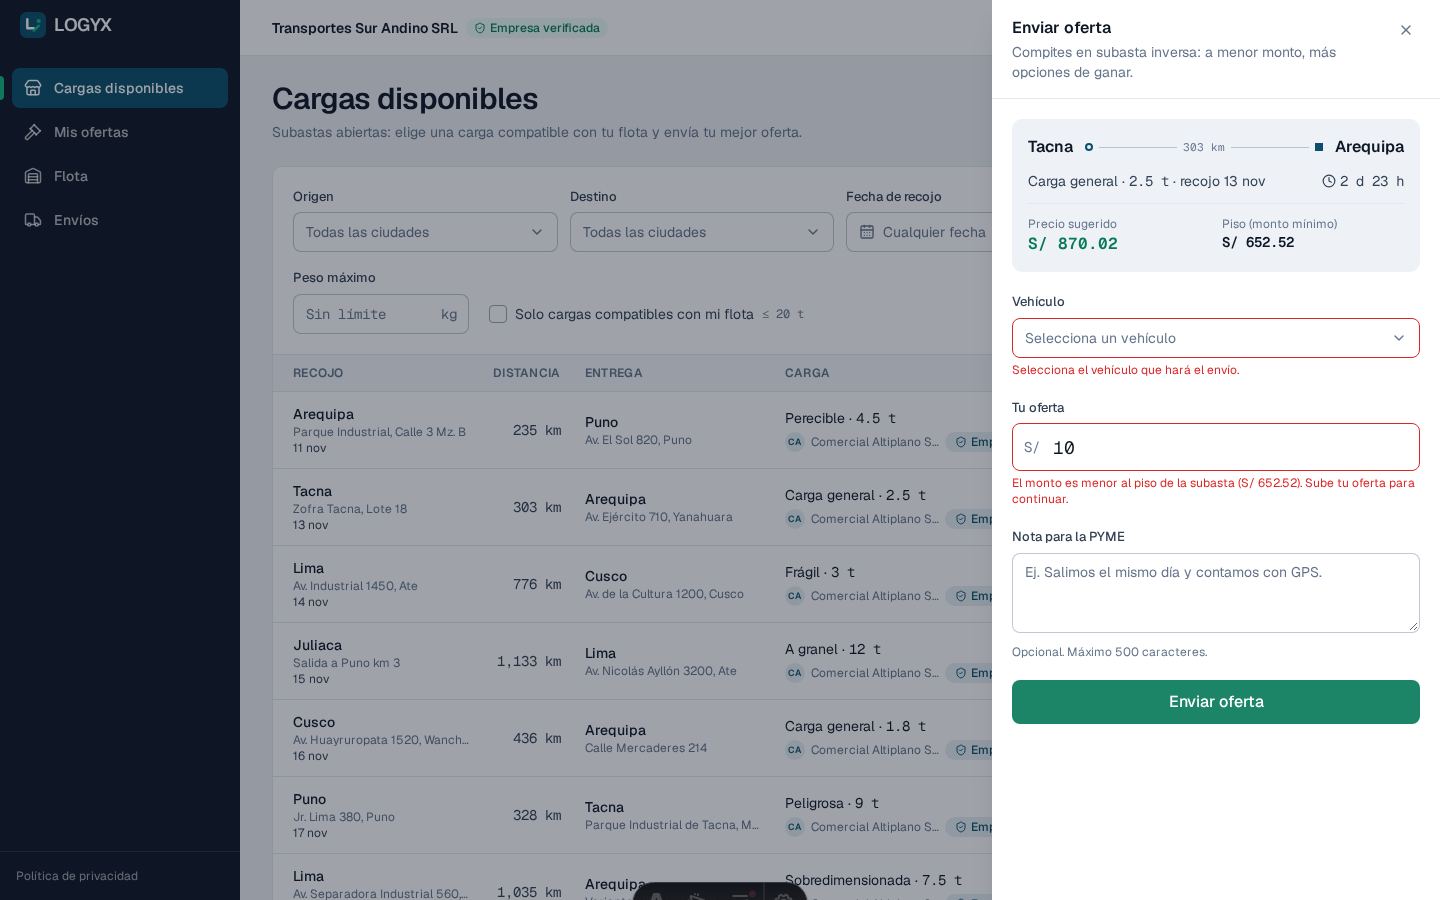 LOGYX
Cargas disponibles
Mis ofertas
Flota
Envíos
Política de privacidad
Transportes Sur Andino SRL
Empresa verificada
Cargas disponibles
Subastas abiertas: elige una carga compatible con tu flota y envía tu mejor oferta.
Origen
Todas las ciudades
Destino
Todas las ciudades
Fecha de recojo
Cualquier fecha
Peso máximo
Sin límite kg
Solo cargas compatibles con mi flota ≤ 20 t
RECOJO DISTANCIA ENTREGA CARGA
Arequipa
Parque Industrial, Calle 3 Mz. B
11 nov
235 km
Puno
Av. El Sol 820, Puno
Perecible · 4.5 t
CA Comercial Altiplano S... Emp
Tacna
Zofra Tacna, Lote 18
13 nov
303 km
Arequipa
Av. Ejército 710, Yanahuara
Carga general · 2.5 t
CA Comercial Altiplano S... Emp
Lima
Av. Industrial 1450, Ate
14 nov
776 km
Cusco
Av. de la Cultura 1200, Cusco
Frágil · 3 t
CA Comercial Altiplano S... Emp
Juliaca
Salida a Puno km 3
15 nov
1,133 km
Lima
Av. Nicolás Ayllón 3200, Ate
A granel · 12 t
CA Comercial Altiplano S... Emp
Cusco
Av. Huayruropata 1520, Wanch...
16 nov
436 km
Arequipa
Calle Mercaderes 214
Carga general · 1.8 t
CA Comercial Altiplano S... Emp
Puno
Jr. Lima 380, Puno
17 nov
328 km
Tacna
Parque Industrial de Tacna, M...
Peligrosa · 9 t
CA Comercial Altiplano S... Emp
Lima
Av. Separadora Industrial 560,...
1,035 km
Arequipa
Sobredimensionada · 7.5 t
Comercial Altiplano S...
Enviar oferta
Compites en subasta inversa: a menor monto, más
opciones de ganar.
Tacna 303 km Arequipa
Carga general · 2.5 t · recojo 13 nov 2 d 23 h
Precio sugerido
S/ 870.02
Piso (monto mínimo)
S/ 652.52
Vehículo
Selecciona un vehículo
Selecciona el vehículo que hará el envío.
Tu oferta
S/ 10
El monto es menor al piso de la subasta (S/ 652.52). Sube tu oferta para
continuar.
Nota para la PYME
Ej. Salimos el mismo día y contamos con GPS.
Opcional. Máximo 500 caracteres.
Enviar oferta